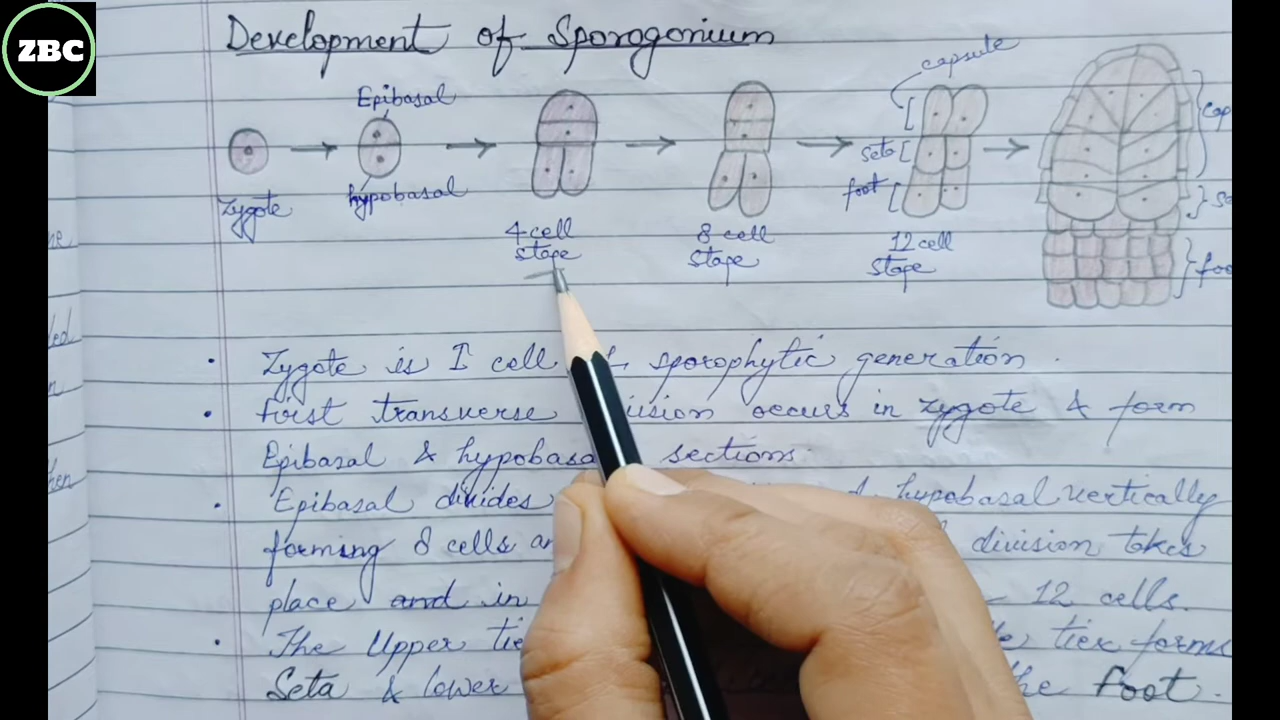 ZBC
Development of Sporogonium
capsule
Epibasal
cap
seta
foot
hypobasal
Zygote
4 cell
stage
8 cell
stage
12 cell
stage
foo
Zygote is I cell sporophytic generation.
first transverse occurs in zygote & form
Epibasal & hypobasa sections.
Epibasal divides hypobasal vertically
forming 8 cells division takes
place and in 12 cells.
The Upper tier forms
Seta & lower foot.